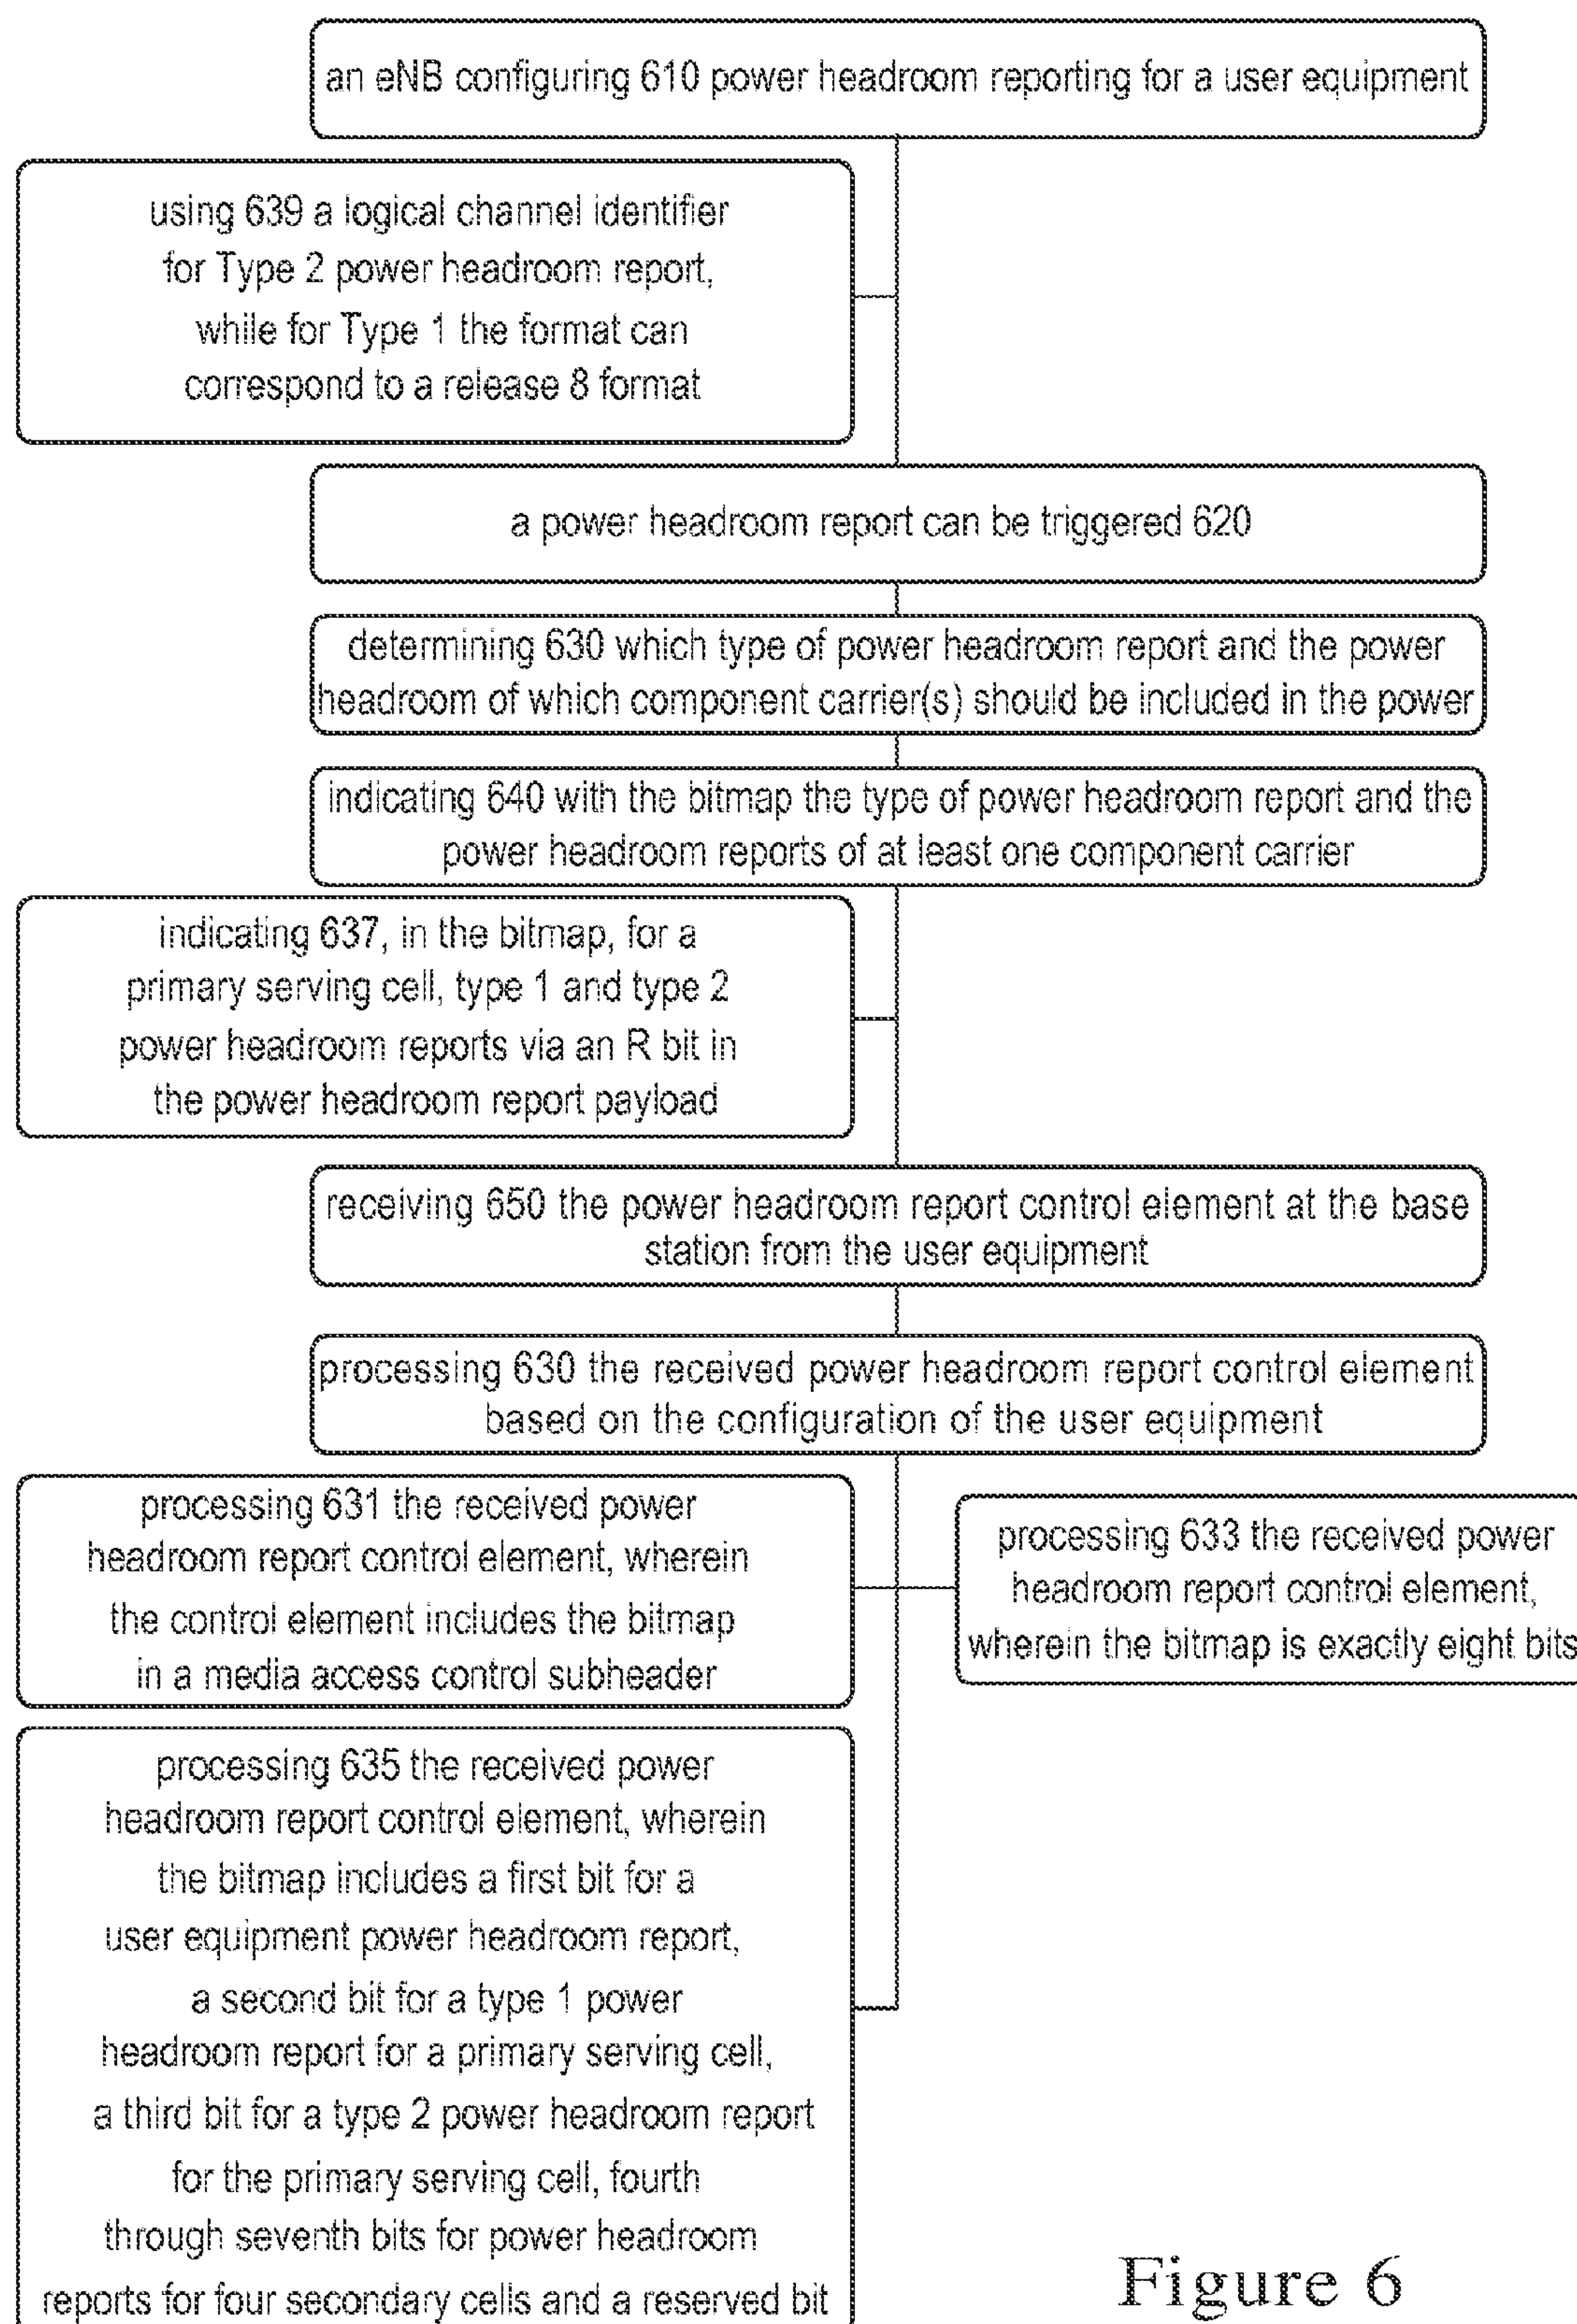 an eNB configuring 610 power headroom reporting for a user equipment
using 639 a logical channel identifier
for Type 2 power headroom report,
while for Type 1 the format can
correspond to a release 8 format
a power headroom report can be triggered 620
determining 630 which type of power headroom report and the power
headroom of which component carrier(s) should be included in the power
indicating 640 with the bitmap the type of power headroom report and the
power headroom reports of at least one component carrier
indicating 637, in the bitmap, for a
primary serving cell, type 1 and type 2
power headroom reports via an R bit in
the power headroom report payload
receiving 650 the power headroom report control element at the base
station from the user equipment
processing 630 the received power headroom report control element
based on the configuration of the user equipment
processing 631 the received power
headroom report control element, wherein
the control element includes the bitmap
in a media access control subheader
processing 633 the received power
headroom report control element,
wherein the bitmap is exactly eight bits
processing 635 the received power
headroom report control element, wherein
the bitmap includes a first bit for a
user equipment power headroom report,
a second bit for a type 1 power
headroom report for a primary serving cell,
a third bit for a type 2 power headroom report
for the primary serving cell, fourth
through seventh bits for power headroom
reports for four secondary cells and a reserved bit
Figure 6